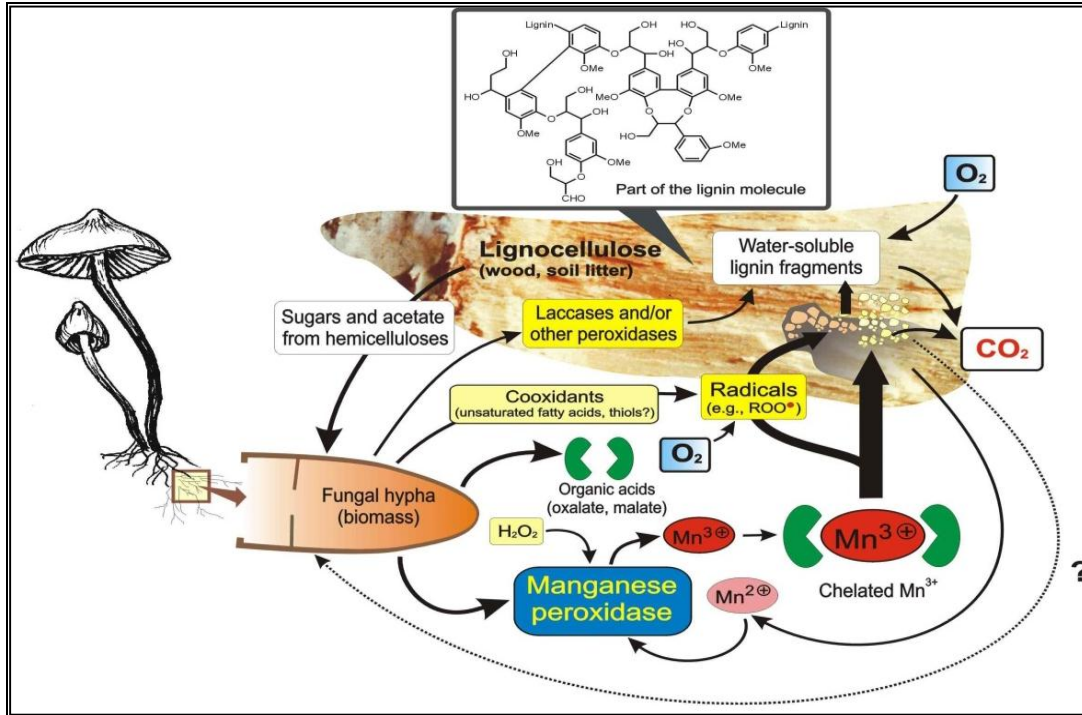 Lignin
OH
HO
OH
HO
Lignin
OH
O
OMe
OH
HO
O
OMe
HO
OMe
OH
O
OH
MeO
O
O
OMe
HO
OMe
HO
O
OMe
CHO
Part of the lignin molecule
O₂
Lignocellulose
(wood, soil litter)
Water-soluble
lignin fragments
Sugars and acetate
from hemicelluloses
Laccases and/or
other peroxidases
CO₂
Cooxidants
(unsaturated fatty acids, thiols?)
Radicals
(e.g., ROO•)
O₂
Organic acids
(oxalate, malate)
Fungal hypha
(biomass)
H₂O₂
Mn³⊕
Mn³⊕
Chelated Mn³⁺
?
Manganese
peroxidase
Mn²⊕